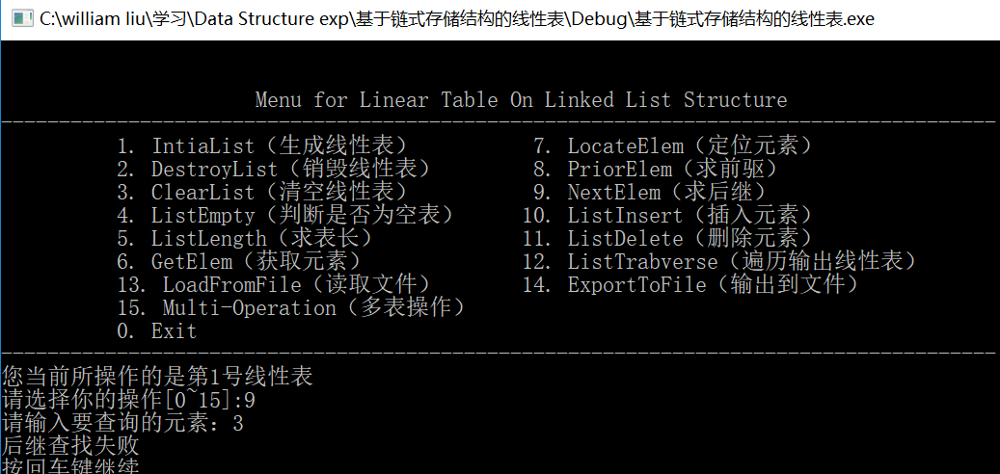 C:\william liu\学习\Data Structure exp\基于链式存储结构的线性表\Debug\基于链式存储结构的线性表.exe
Menu for Linear Table On Linked List Structure
1. IntiaList（生成线性表） 7. LocateElem（定位元素）
2. DestroyList（销毁线性表） 8. PriorElem（求前驱）
3. ClearList（清空线性表） 9. NextElem（求后继）
4. ListEmpty（判断是否为空表） 10. ListInsert（插入元素）
5. ListLength（求表长） 11. ListDelete（删除元素）
6. GetElem（获取元素） 12. ListTrabverse（遍历输出线性表）
13. LoadFromFile（读取文件） 14. ExportToFile（输出到文件）
15. Multi-Operation（多表操作）
0. Exit
您当前所操作的是第1号线性表
请选择你的操作[0~15]:9
请输入要查询的元素：3
后继查找失败
按回车键继续